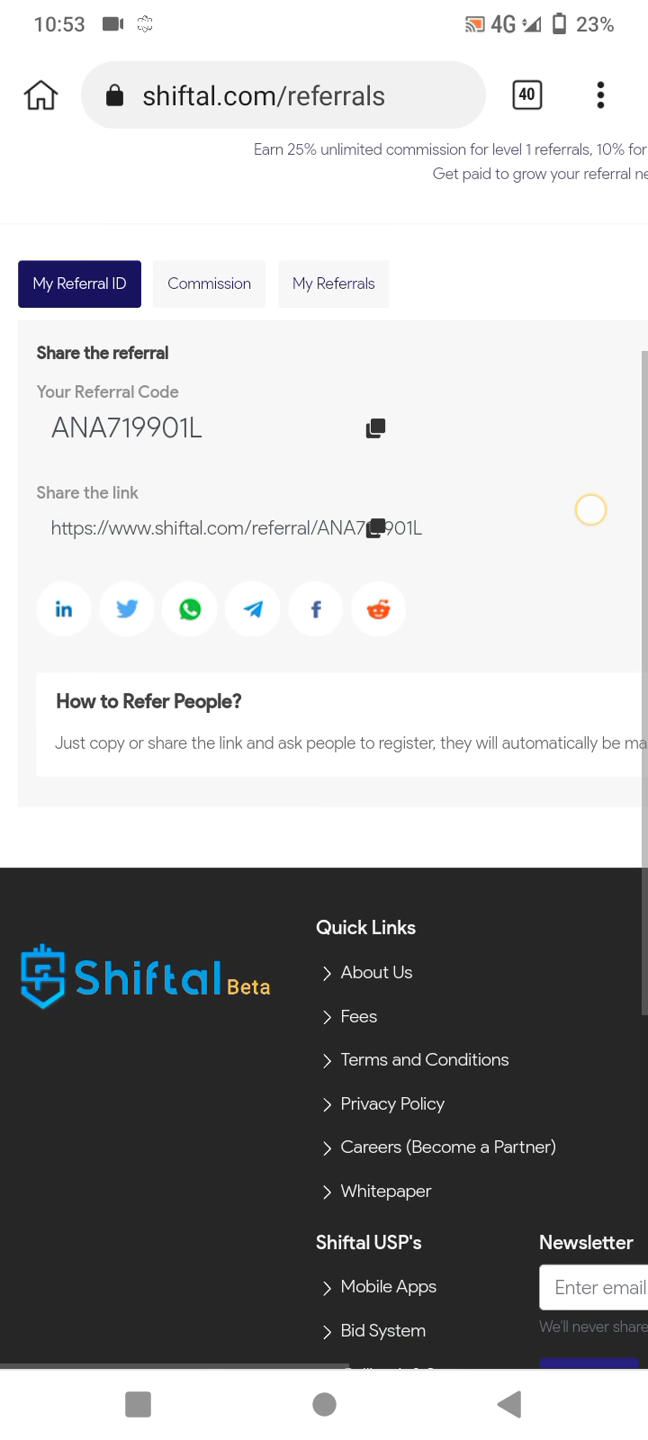 10:53
4G
23%
shiftal.com/referrals
40
Earn 25% unlimited commission for level 1 referrals, 10% for
Get paid to grow your referral ne
My Referral ID
Commission
My Referrals
Share the referral
Your Referral Code
ANA719901L
Share the link
https://www.shiftal.com/referral/ANA7 901L
in
How to Refer People?
Just copy or share the link and ask people to register, they will automatically be ma
Shiftal Beta
Quick Links
About Us
Fees
Terms and Conditions
Privacy Policy
Careers (Become a Partner)
Whitepaper
Shiftal USP's
Mobile Apps
Bid System
Newsletter
Enter email
We'll never share